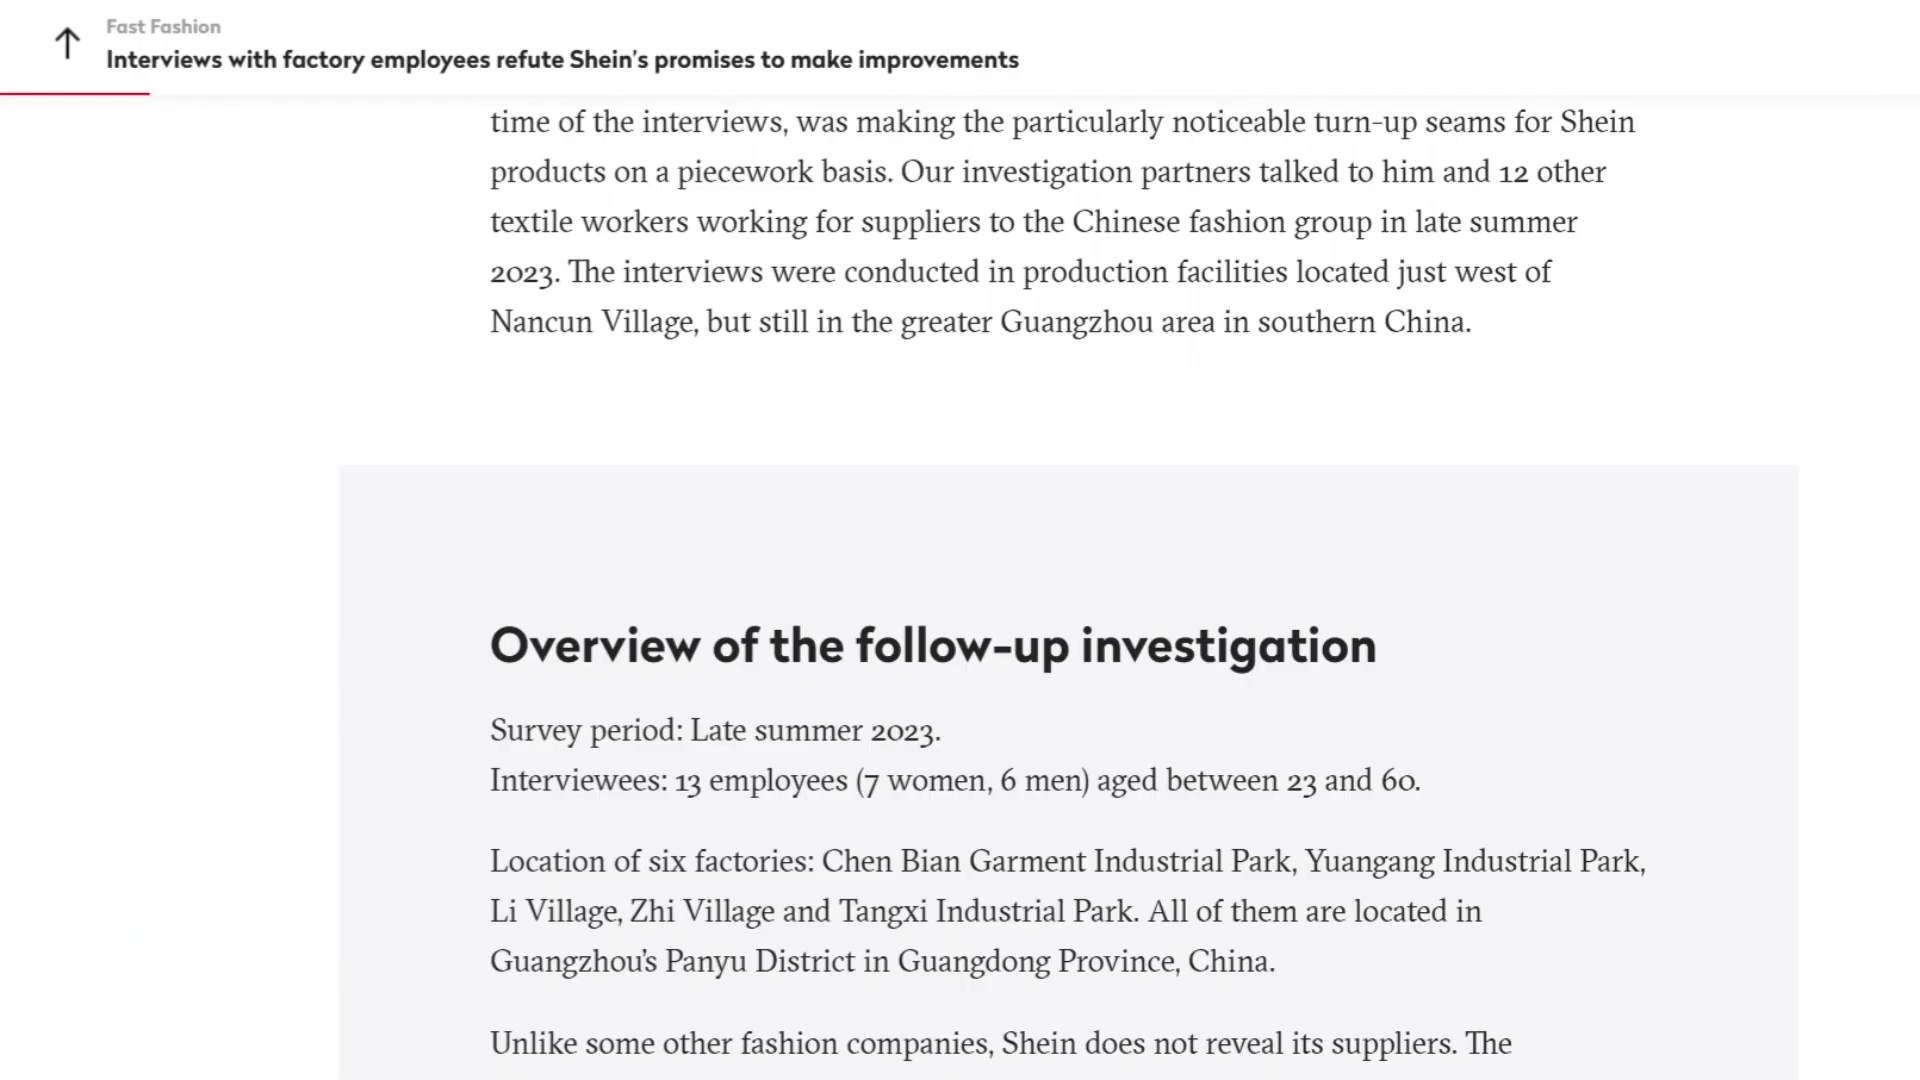 Fast Fashion
Interviews with factory employees refute Shein's promises to make improvements
time of the interviews, was making the particularly noticeable turn-up seams for Shein
products on a piecework basis. Our investigation partners talked to him and 12 other
textile workers working for suppliers to the Chinese fashion group in late summer
2023. The interviews were conducted in production facilities located just west of
Nancun Village, but still in the greater Guangzhou area in southern China.
Overview of the follow-up investigation
Survey period: Late summer 2023.
Interviewees: 13 employees (7 women, 6 men) aged between 23 and 60.
Location of six factories: Chen Bian Garment Industrial Park, Yuangang Industrial Park,
Li Village, Zhi Village and Tangxi Industrial Park. All of them are located in
Guangzhou's Panyu District in Guangdong Province, China.
Unlike some other fashion companies, Shein does not reveal its suppliers. The